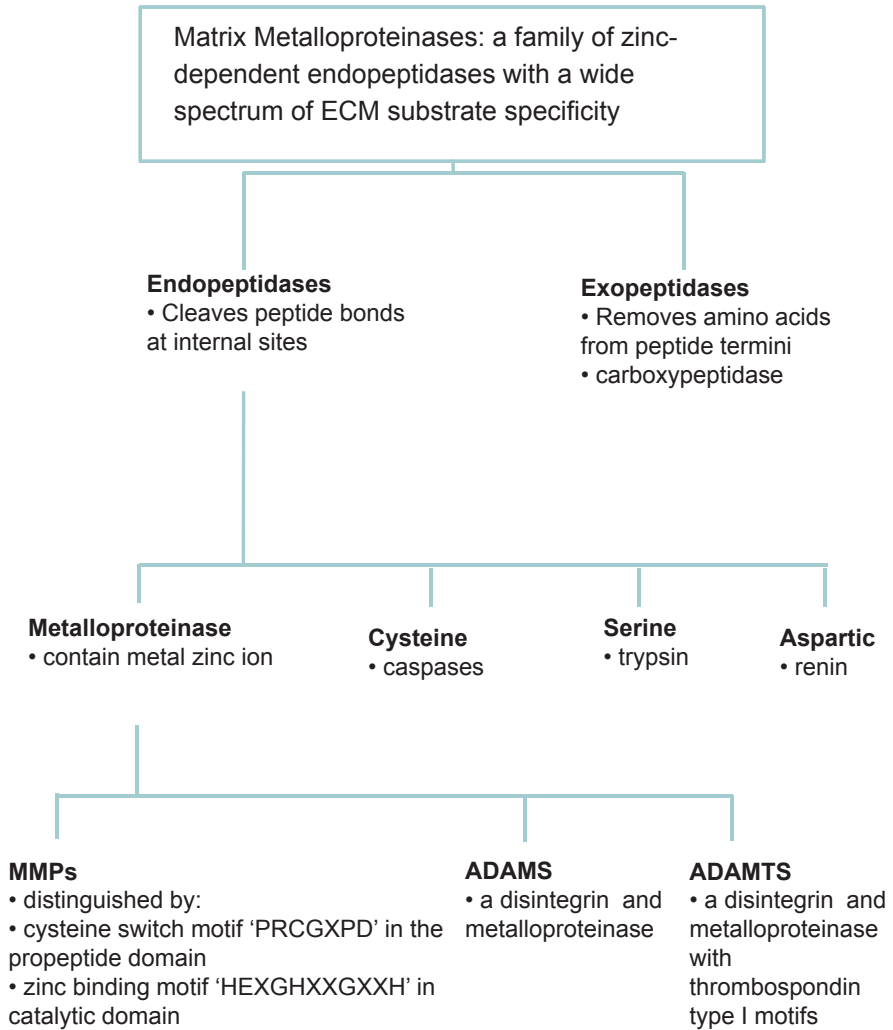 Matrix Metalloproteinases: a family of zinc-
dependent endopeptidases with a wide
spectrum of ECM substrate specificity
Endopeptidases
• Cleaves peptide bonds
at internal sites
Exopeptidases
• Removes amino acids
from peptide termini
• carboxypeptidase
Metalloproteinase
• contain metal zinc ion
Cysteine
• caspases
Serine
• trypsin
Aspartic
• renin
MMPs
• distinguished by:
• cysteine switch motif ‘PRCGXPD’ in the
propeptide domain
• zinc binding motif ‘HEXGHXXGXXH’ in
catalytic domain
ADAMS
• a disintegrin and
metalloproteinase
ADAMTS
• a disintegrin and
metalloproteinase
with
thrombospondin
type I motifs